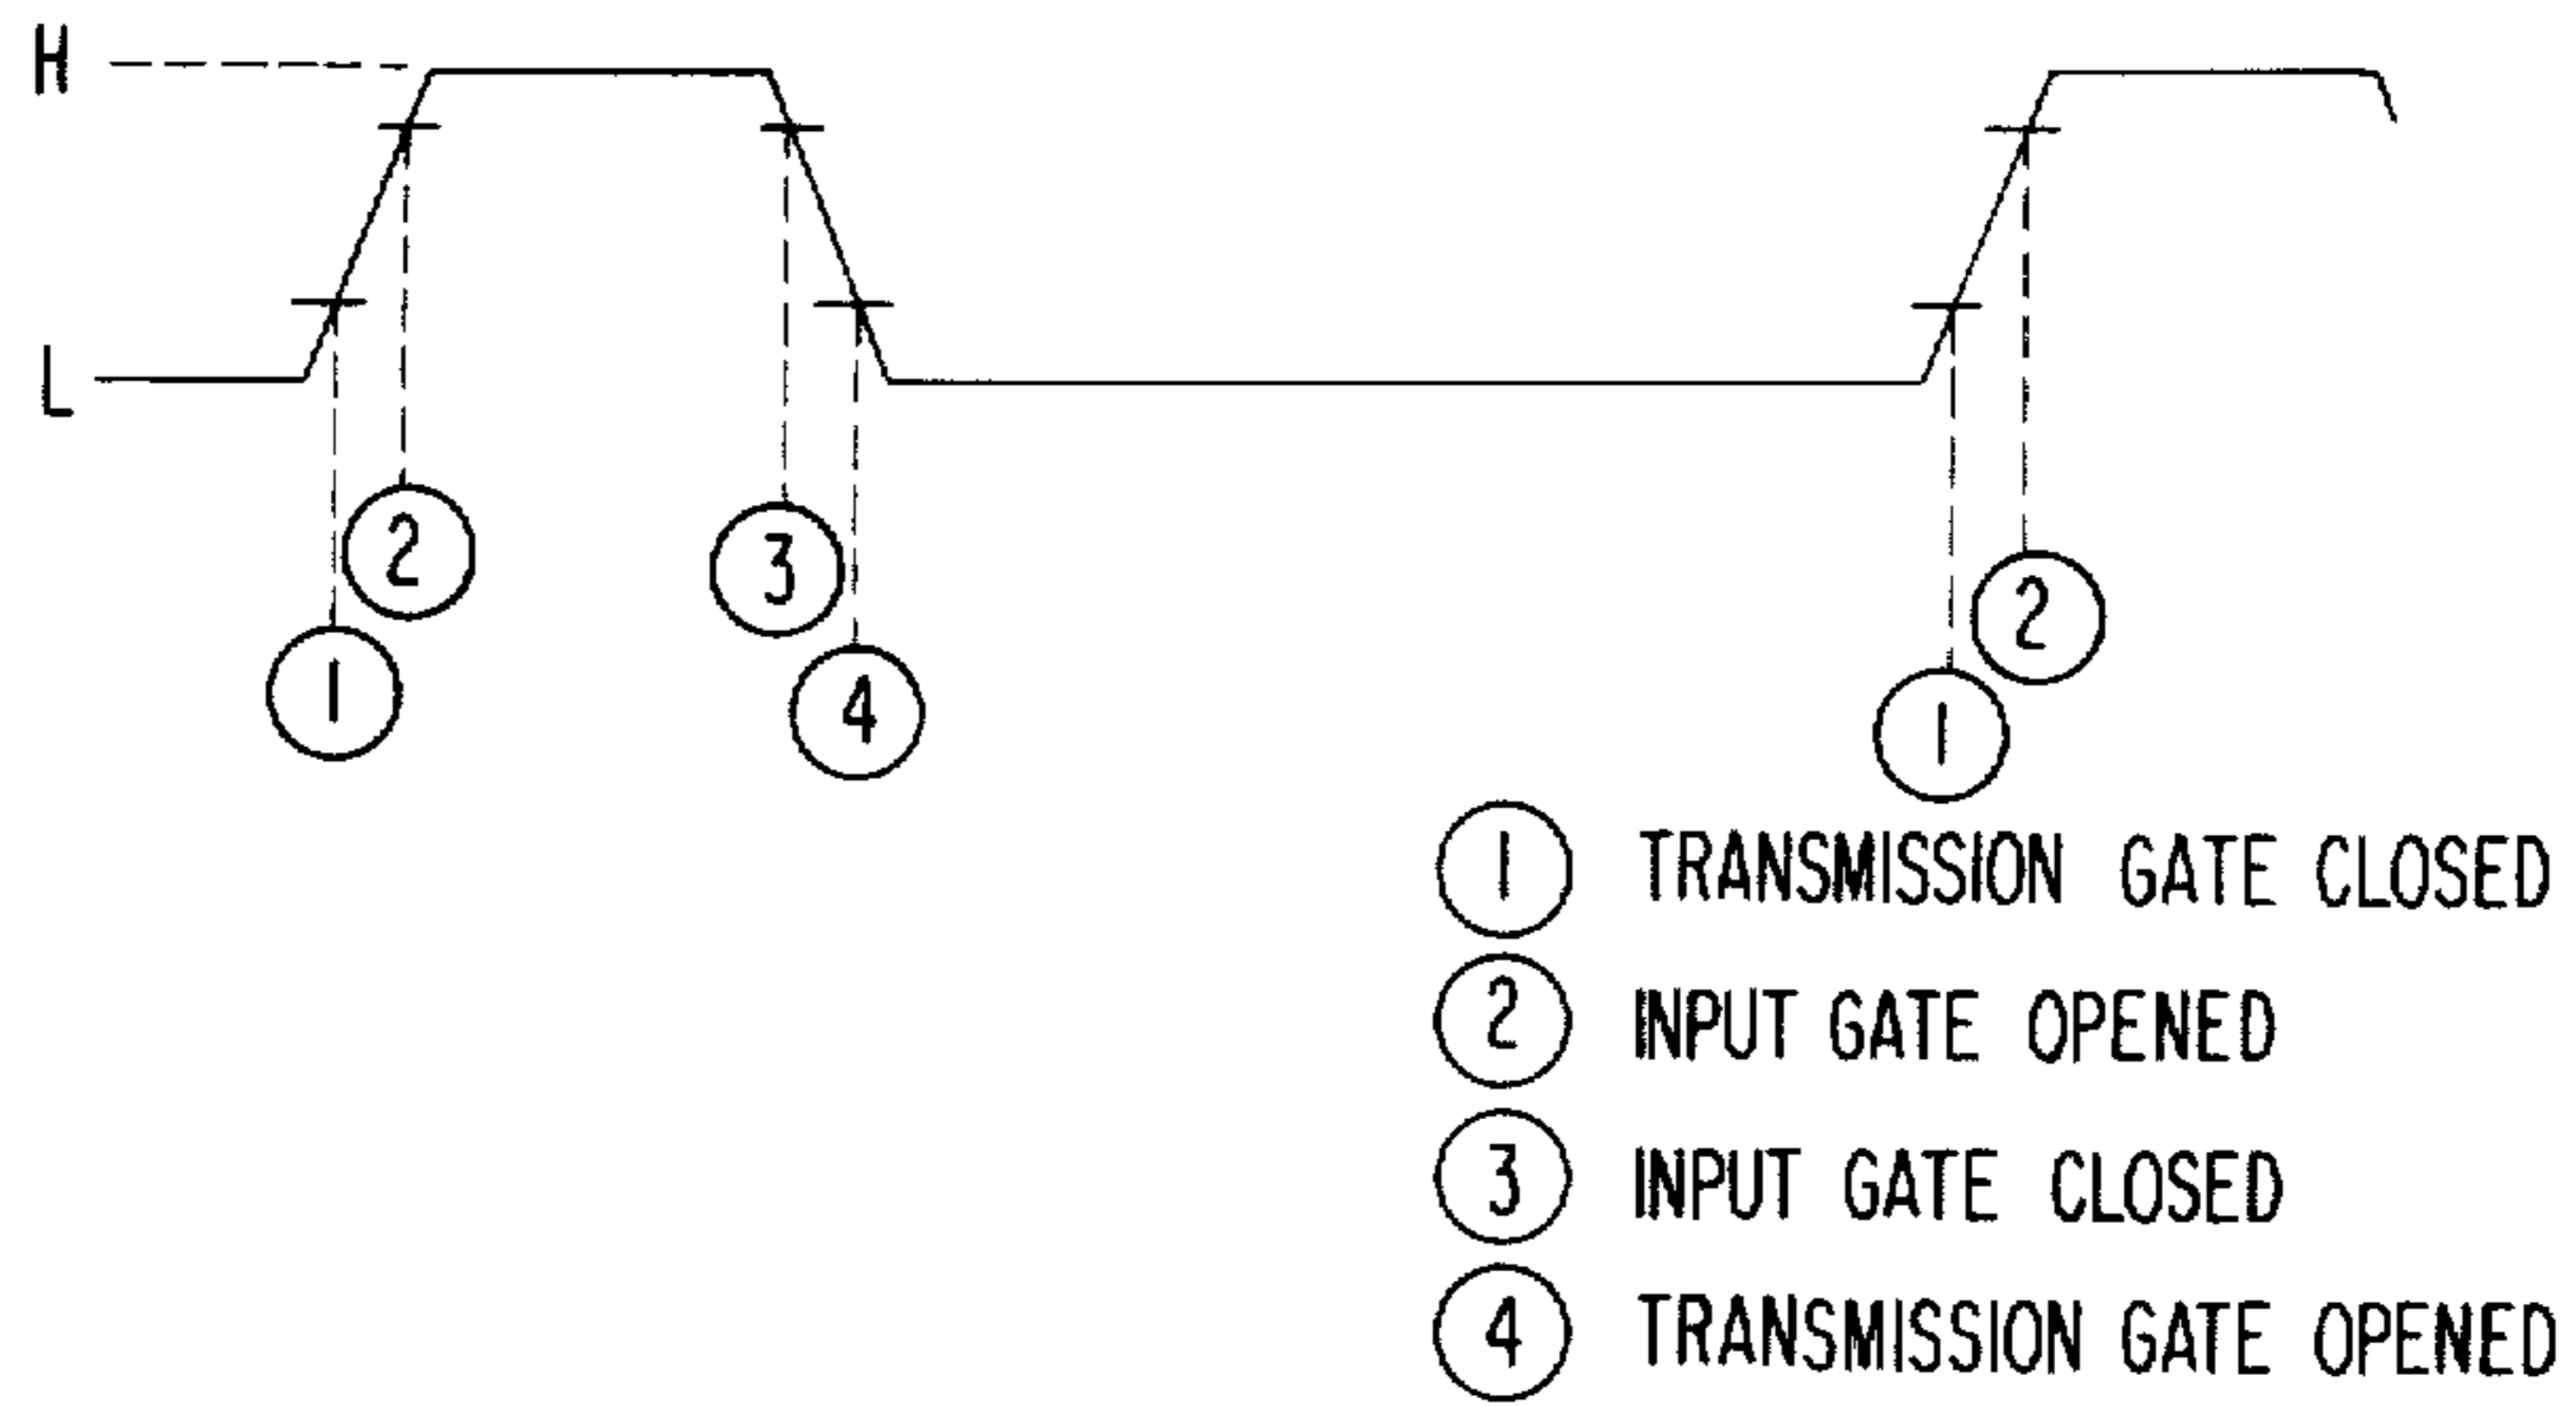 H
L
2
3
1
4
2
1
1 TRANSMISSION GATE CLOSED
2 INPUT GATE OPENED
3 INPUT GATE CLOSED
4 TRANSMISSION GATE OPENED